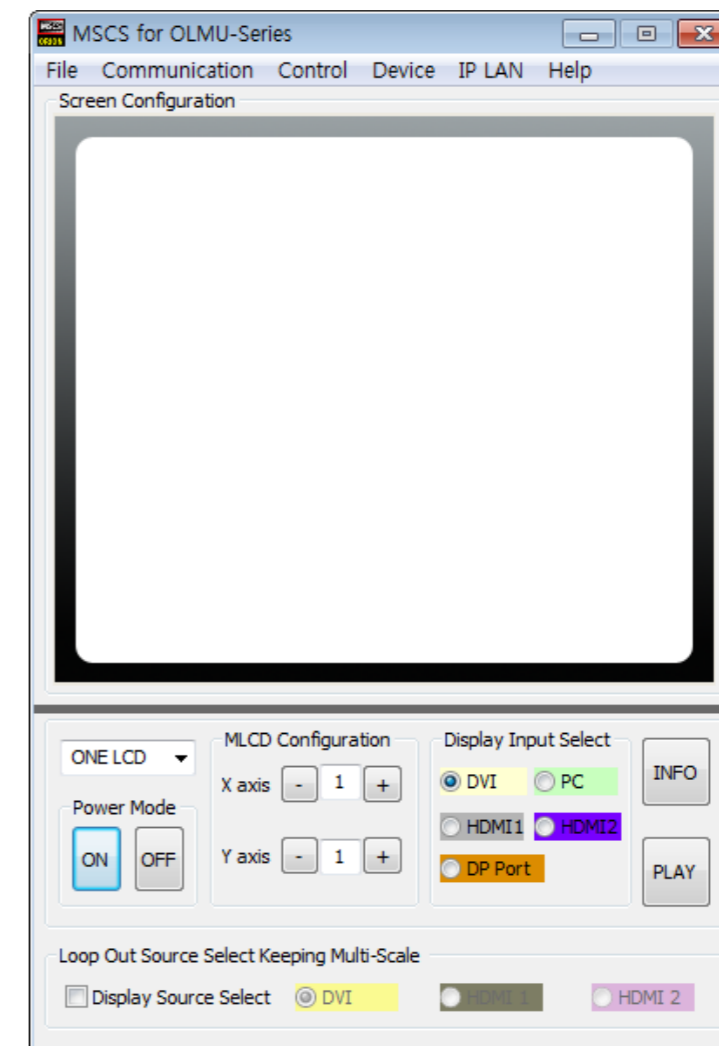 MSCS for OLMU-Series
File Communication Control Device IP LAN Help
Screen Configuration
ONE LCD
Power Mode
ON OFF
MLCD Configuration
X axis - 1 +
Y axis - 1 +
Display Input Select
DVI PC
HDMI1 HDMI2
DP Port
INFO
PLAY
Loop Out Source Select Keeping Multi-Scale
Display Source Select DVI HDMI 1 HDMI 2